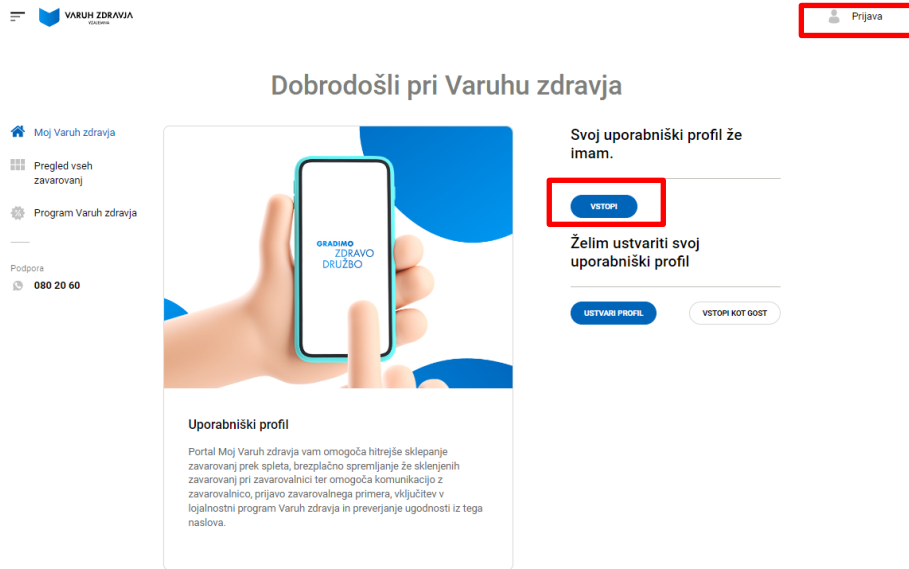 VARUH ZDRAVJA
VZAJEMNA
Prijava
Dobrodošli pri Varuhu zdravja
Moj Varuh zdravja
Pregled vseh
zavarovanj
Program Varuh zdravja
Podpora
080 20 60
GRADIMO
ZDRAVO
DRUŽBO
Uporabniški profil
Portal Moj Varuh zdravja vam omogoča hitrejše sklepanje
zavarovanj prek spleta, brezplačno spremljanje že sklenjenih
zavarovanj pri zavarovalnici ter omogoča komunikacijo z
zavarovalnico, prijavo zavarovalnega primera, vključitev v
lojalnostni program Varuh zdravja in preverjanje ugodnosti iz tega
naslova.
Svoj uporabniški profil že
imam.
VSTOPI
Želim ustvariti svoj
uporabniški profil
USTVARI PROFIL
VSTOPI KOT GOST